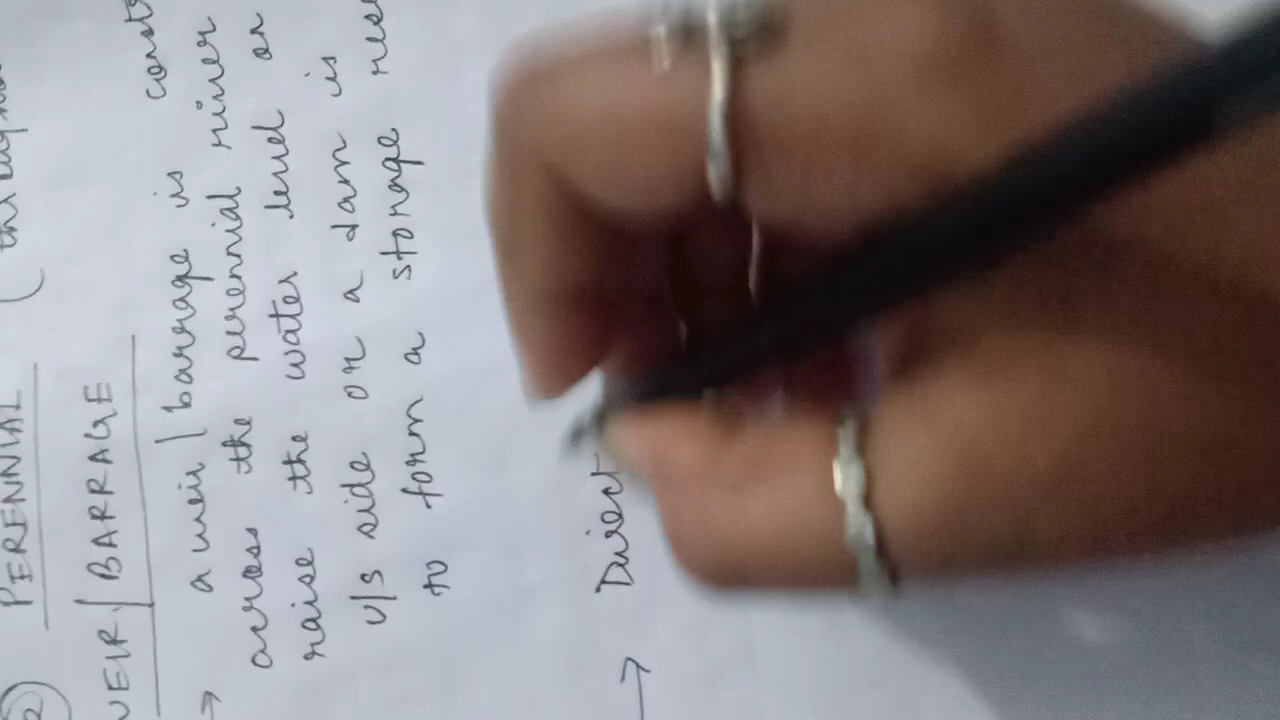 ② PERENNIAL
WEIR/BARRAGE
→ a weir/barrage is
across the perennial river
raise the water level or
u/s side or a dam is
to form a storage
→ Direct